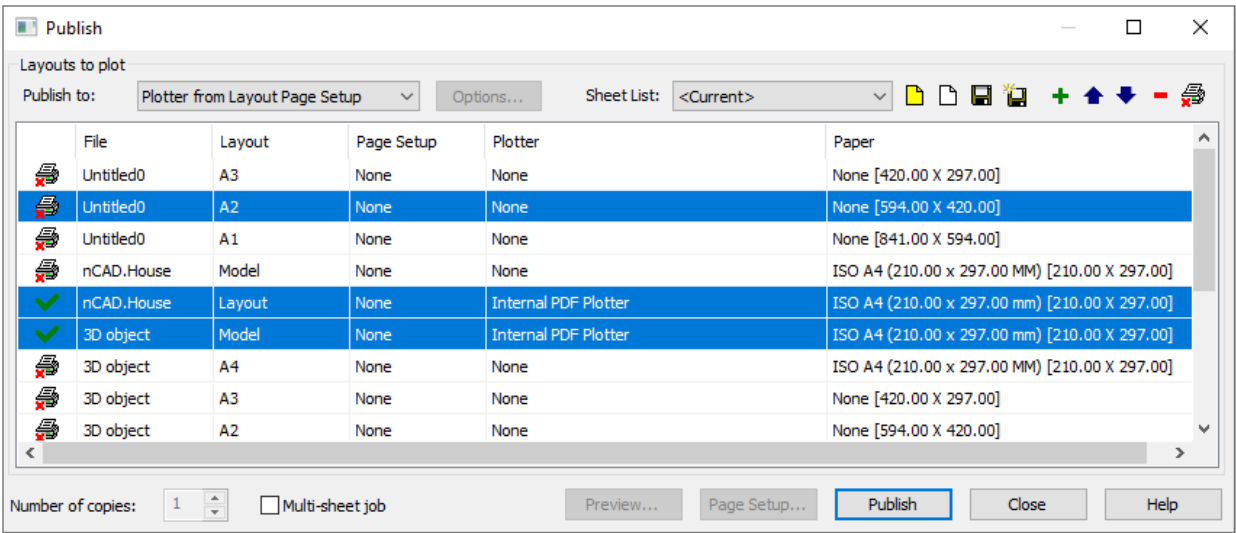 Publish
Layouts to plot
Publish to: Plotter from Layout Page Setup Options... Sheet List: <Current>
File Layout Page Setup Plotter Paper
Untitled0 A3 None None None [420.00 X 297.00]
Untitled0 A2 None None None [594.00 X 420.00]
Untitled0 A1 None None None [841.00 X 594.00]
nCAD.House Model None None ISO A4 (210.00 x 297.00 MM) [210.00 X 297.00]
nCAD.House Layout None Internal PDF Plotter ISO A4 (210.00 x 297.00 mm) [210.00 X 297.00]
3D object Model None Internal PDF Plotter ISO A4 (210.00 x 297.00 mm) [210.00 X 297.00]
3D object A4 None None ISO A4 (210.00 x 297.00 MM) [210.00 X 297.00]
3D object A3 None None None [420.00 X 297.00]
3D object A2 None None None [594.00 X 420.00]
Number of copies: 1 Multi-sheet job Preview... Page Setup... Publish Close Help